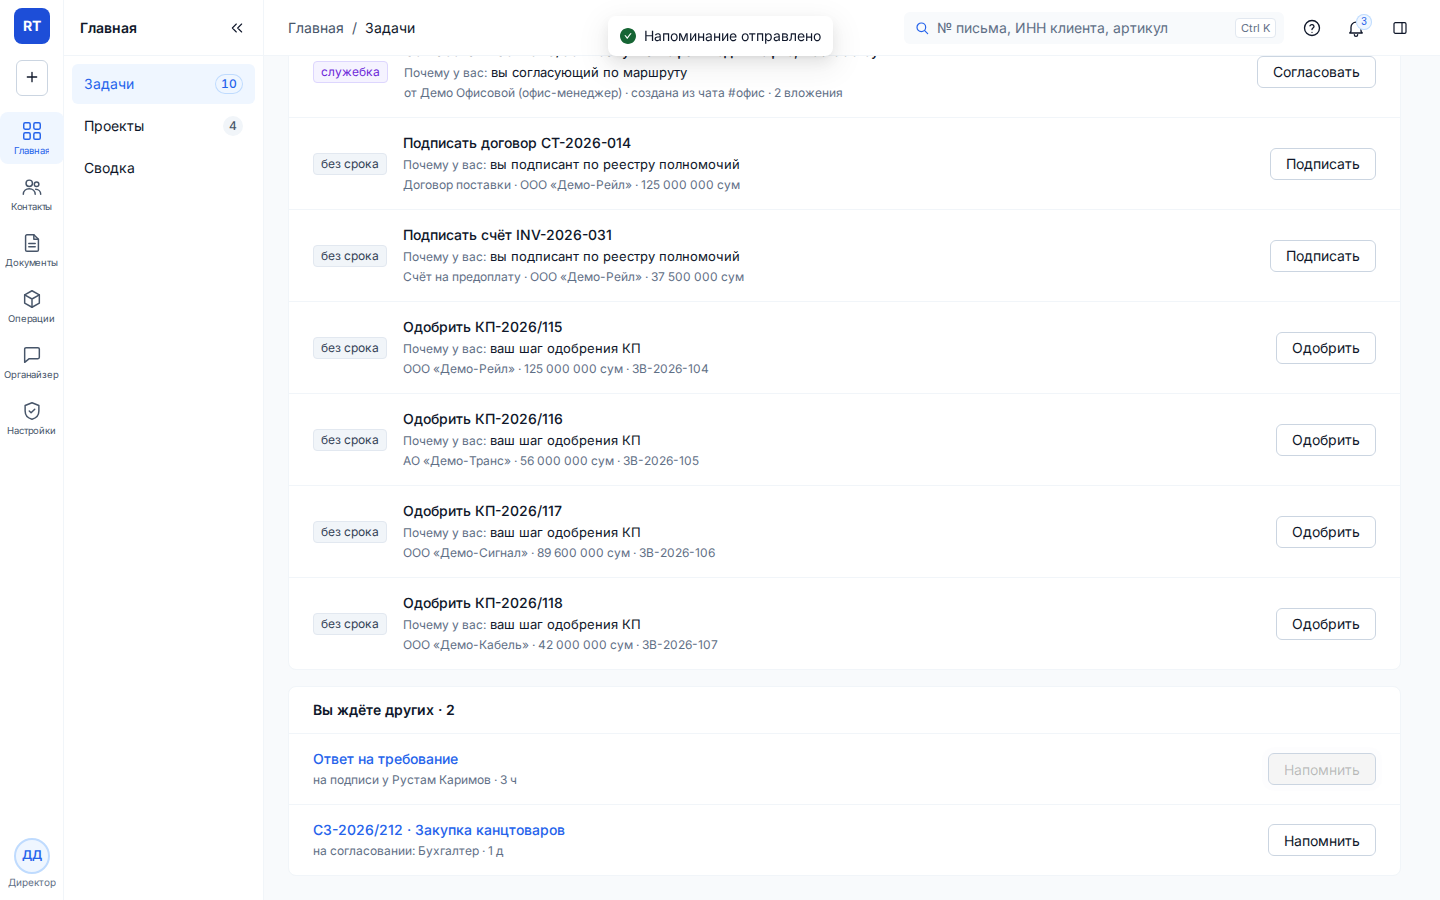 RT
Главная
Контакты
Документы
Операции
Органайзер
Настройки
ДД
Директор
Главная
Задачи 10
Проекты 4
Сводка
Главная / Задачи
Напоминание отправлено
№ письма, ИНН клиента, артикул Ctrl K
3
служебка
Почему у вас: вы согласующий по маршруту
от Демо Офисовой (офис-менеджер) · создана из чата #офис · 2 вложения
Согласовать
без срока
Подписать договор СТ-2026-014
Почему у вас: вы подписант по реестру полномочий
Договор поставки · ООО «Демо-Рейл» · 125 000 000 сум
Подписать
без срока
Подписать счёт INV-2026-031
Почему у вас: вы подписант по реестру полномочий
Счёт на предоплату · ООО «Демо-Рейл» · 37 500 000 сум
Подписать
без срока
Одобрить КП-2026/115
Почему у вас: ваш шаг одобрения КП
ООО «Демо-Рейл» · 125 000 000 сум · ЗВ-2026-104
Одобрить
без срока
Одобрить КП-2026/116
Почему у вас: ваш шаг одобрения КП
АО «Демо-Транс» · 56 000 000 сум · ЗВ-2026-105
Одобрить
без срока
Одобрить КП-2026/117
Почему у вас: ваш шаг одобрения КП
ООО «Демо-Сигнал» · 89 600 000 сум · ЗВ-2026-106
Одобрить
без срока
Одобрить КП-2026/118
Почему у вас: ваш шаг одобрения КП
ООО «Демо-Кабель» · 42 000 000 сум · ЗВ-2026-107
Одобрить
Вы ждёте других · 2
Ответ на требование
на подписи у Рустам Каримов · 3 ч
Напомнить
СЗ-2026/212 · Закупка канцтоваров
на согласовании: Бухгалтер · 1 д
Напомнить